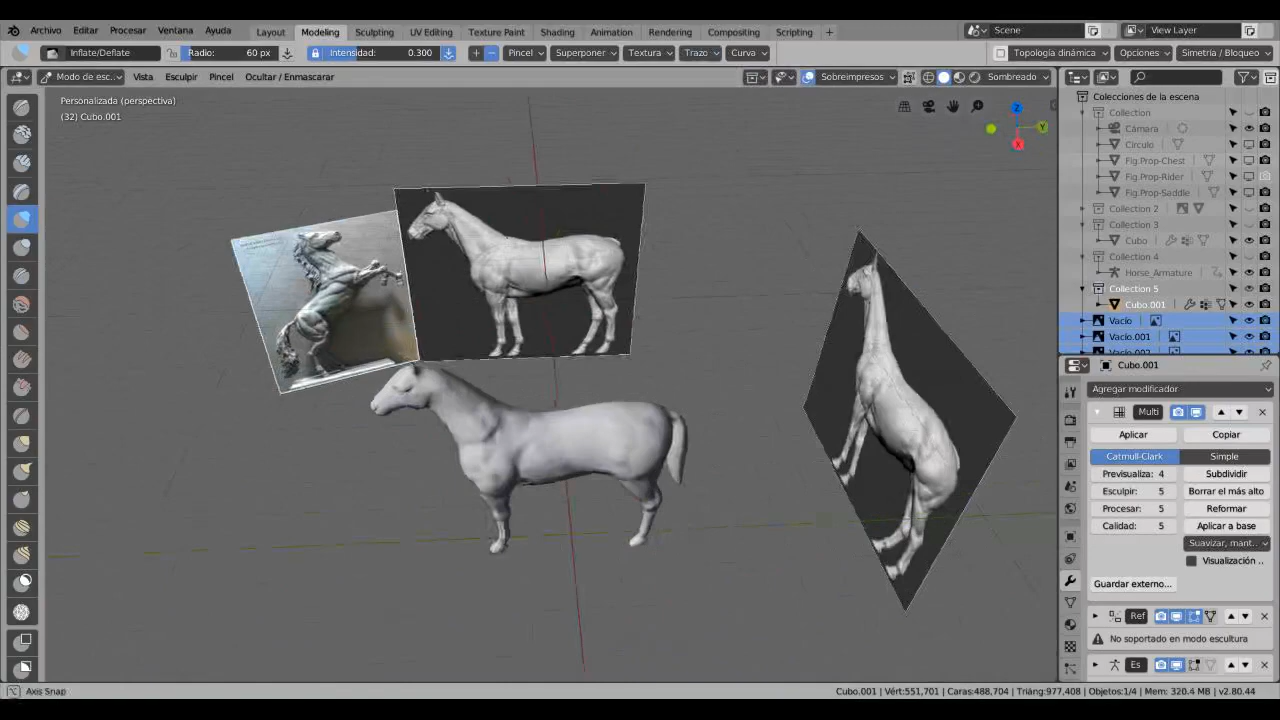 Archivo Editar Procesar Ventana Ayuda Layout Modeling Sculpting UV Editing Texture Paint Shading Animation Rendering Compositing Scripting + Scene View Layer
Inflate/Deflate Radio: 60 px Intensidad: 0.300 Pincel Superponer Textura Trazo Curva Topología dinámica Opciones Simetría / Bloqueo
Modo de esc... Vista Esculpir Pincel Ocultar / Enmascarar Sobreimpresos Sombreado
Personalizada (perspectiva)
(32) Cubo.001
Z
Y
X
Colecciones de la escena
Collection
Cámara
Círculo
Fig.Prop-Chest
Fig.Prop-Rider
Fig.Prop-Saddle
Collection 2
Collection 3
Cubo
Collection 4
Horse_Armature
Collection 5
Cubo.001
Vacío
Vacío.001
Vacío.002
Cubo.001
Agregar modificador
Multi
Aplicar Copiar
Catmull-Clark Simple
Previsualiza: 4 Subdividir
Esculpir: 5 Borrar el más alto
Procesar: 5 Reformar
Calidad: 5 Aplicar a base
Suavizar, mant..
Visualización ..
Guardar externo...
Ref
No soportado en modo escultura
Es
Axis Snap Cubo.001 | Vért:551,701 | Caras:488,704 | Triáng:977,408 | Objetos:1/4 | Mem: 320.4 MB | v2.80.44